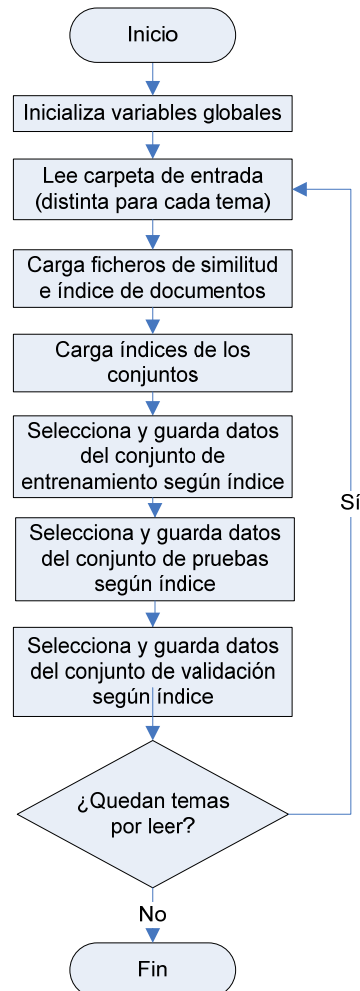 Inicio
Inicializa variables globales
Lee carpeta de entrada
(distinta para cada tema)
Carga ficheros de similitud
e índice de documentos
Carga índices de los
conjuntos
Selecciona y guarda datos
del conjunto de
entrenamiento según índice
Selecciona y guarda datos
del conjunto de pruebas
según índice
Selecciona y guarda datos
del conjunto de validación
según índice
¿Quedan temas
por leer?
Sí
No
Fin